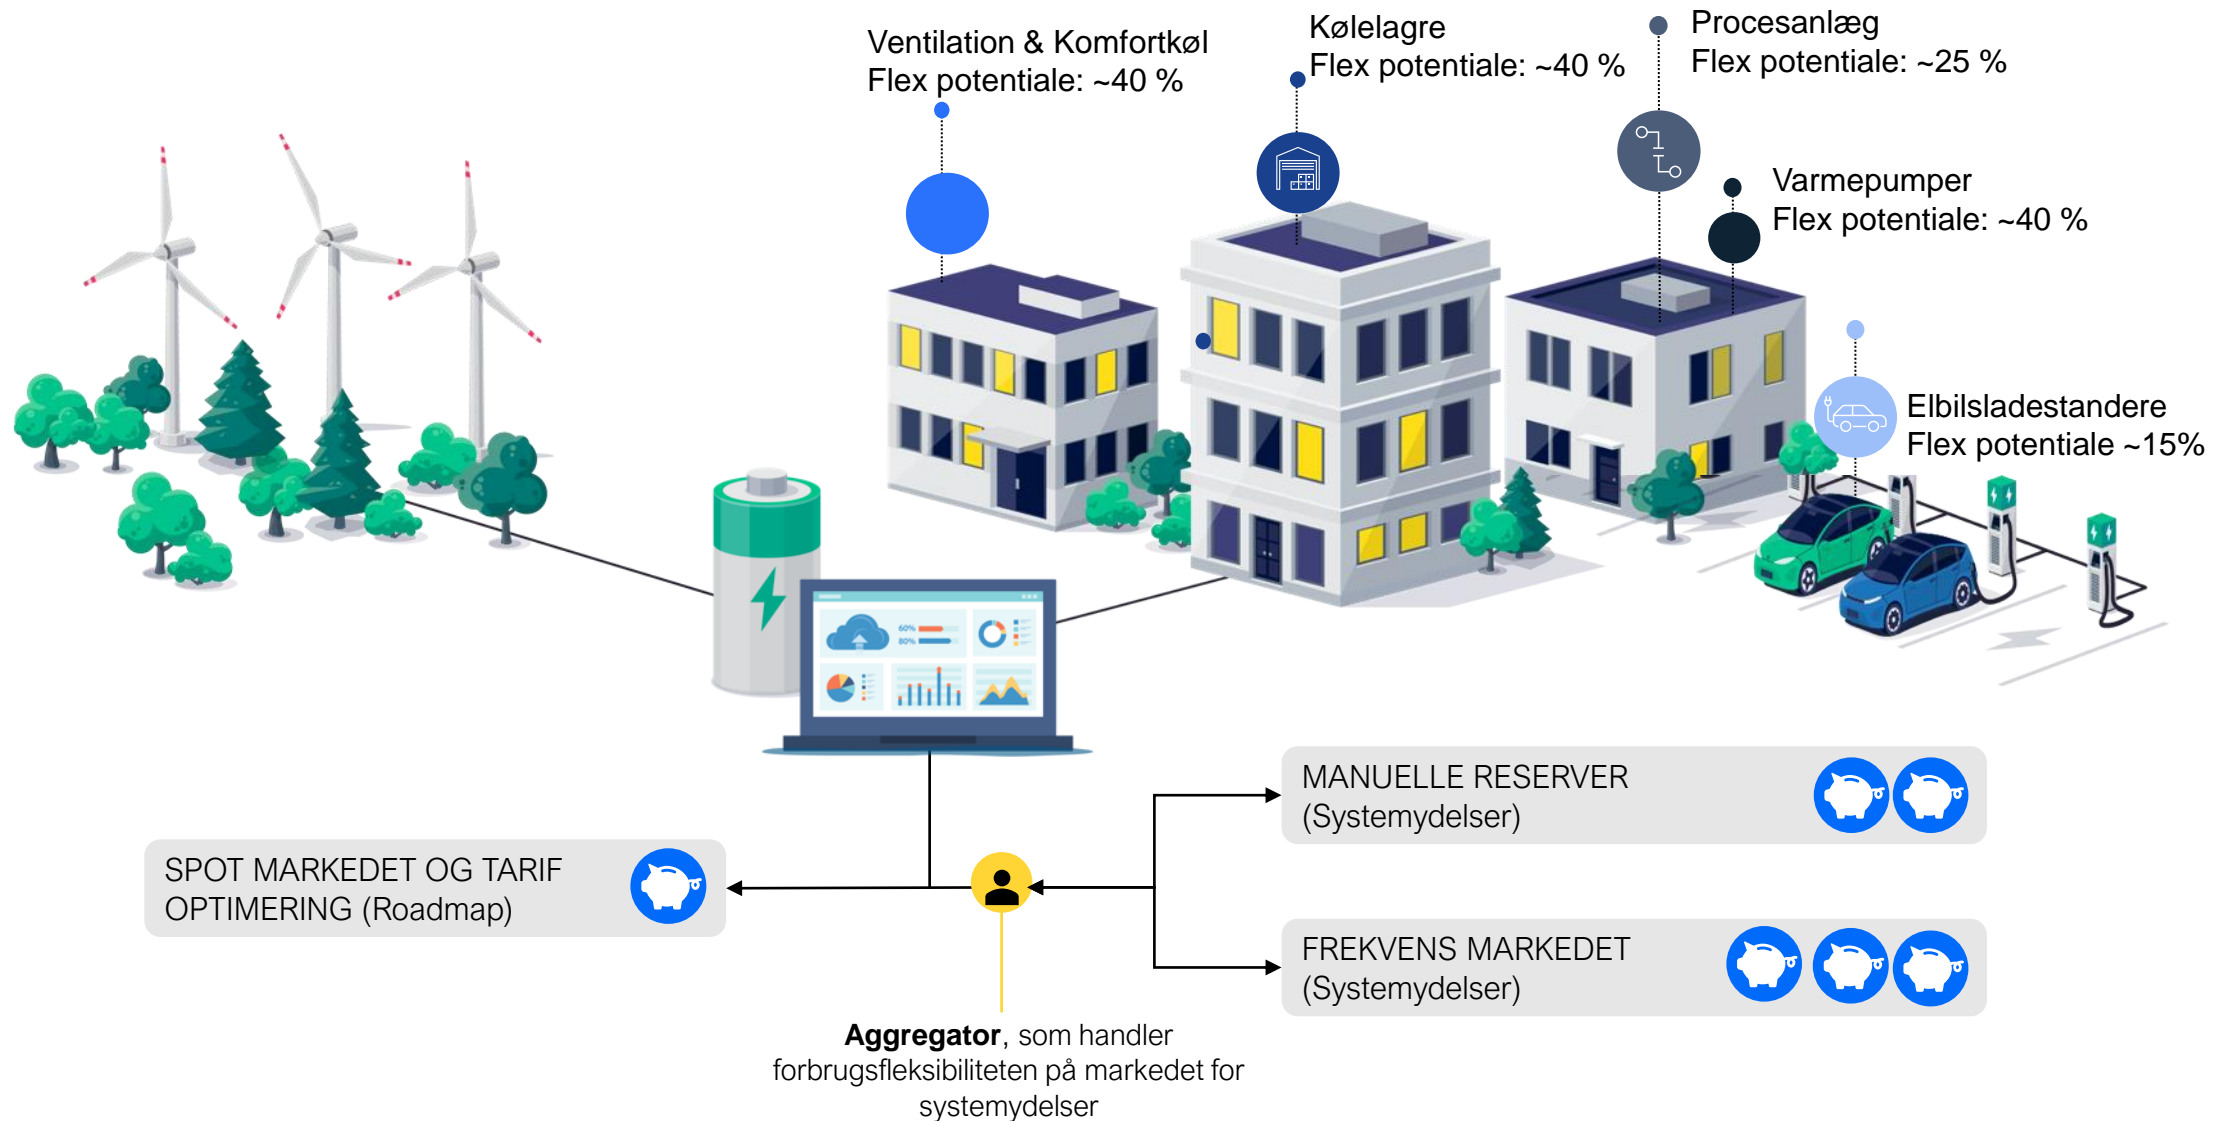 Ventilation & Komfortkøl
Flex potentiale: ~40 %
Kølelagre
Flex potentiale: ~40 %
Procesanlæg
Flex potentiale: ~25 %
Varmepumper
Flex potentiale: ~40 %
Elbilsladestandere
Flex potentiale ~15%
60%
80%
MANUELLE RESERVER
(Systemydelser)
SPOT MARKEDET OG TARIF
OPTIMERING (Roadmap)
FREKVENS MARKEDET
(Systemydelser)
Aggregator, som handler
forbrugsfleksibiliteten på markedet for
systemydelser